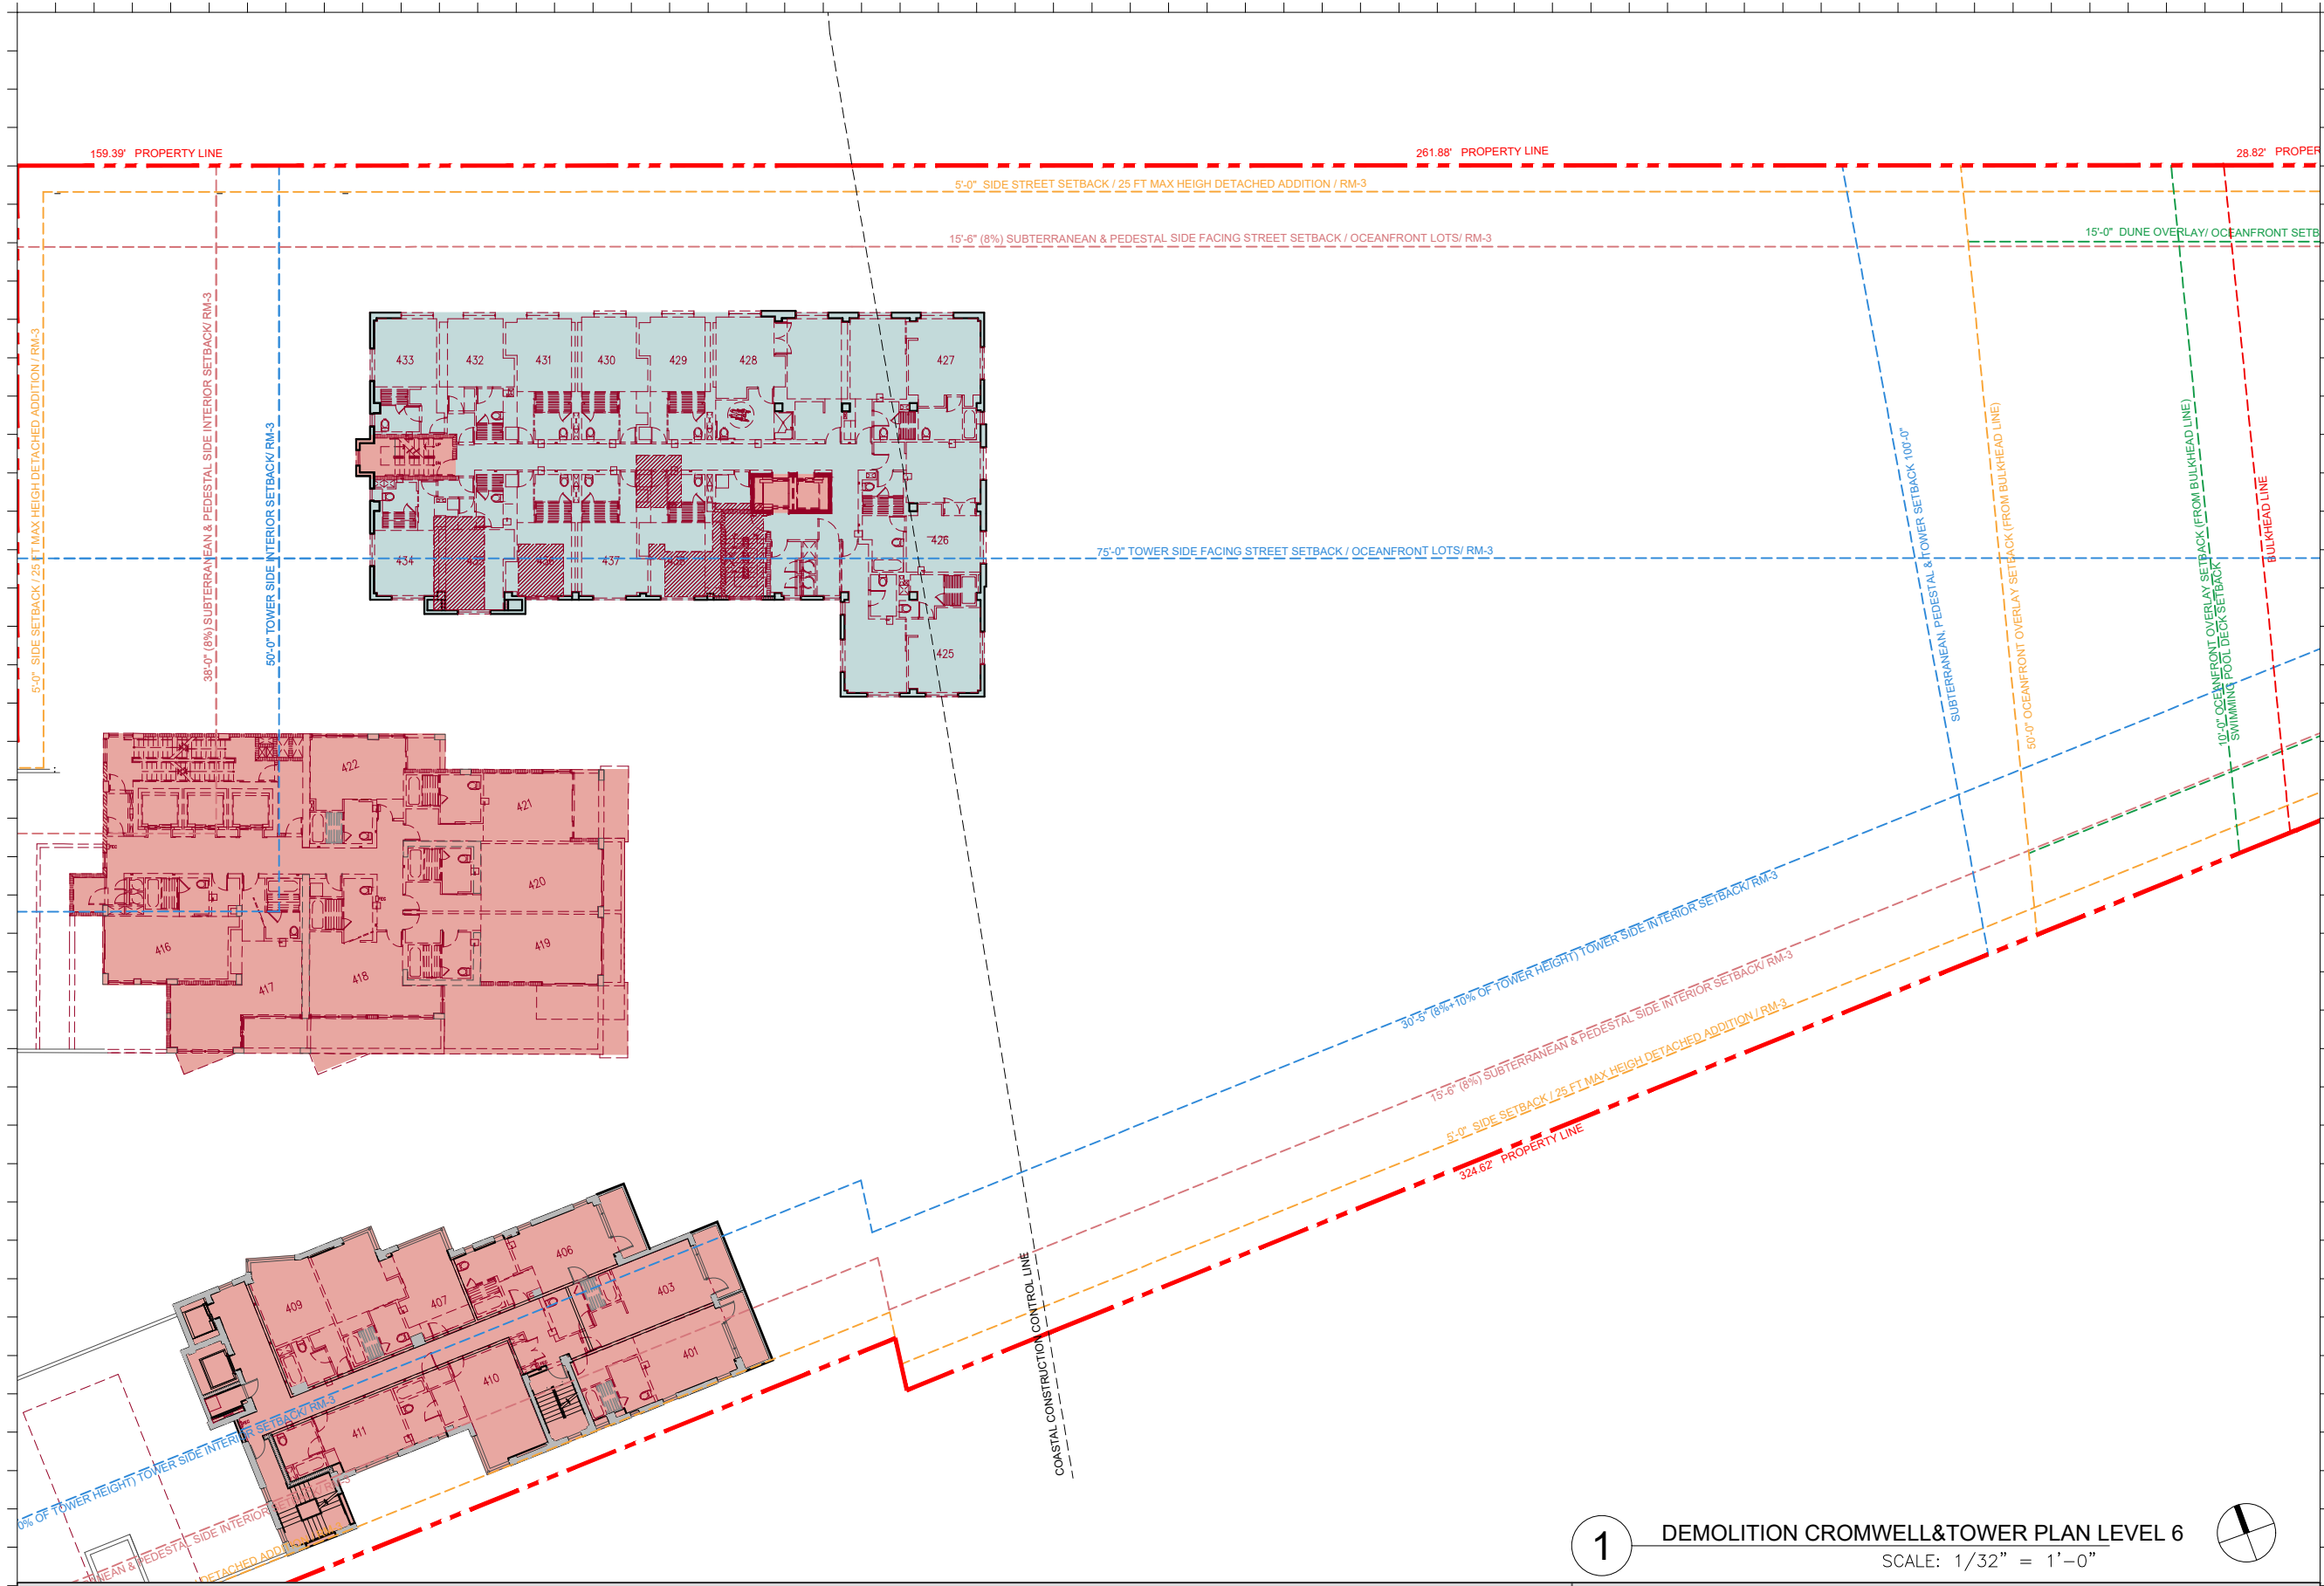 159.39' PROPERTY LINE
261.88' PROPERTY LINE
28.82' PROPER
5'-0" SIDE STREET SETBACK / 25 FT MAX HEIGH DETACHED ADDITION / RM-3
15'-0" DUNE OVERLAY/ OCEANFRONT SETB
15'-6" (8%) SUBTERRANEAN & PEDESTAL SIDE FACING STREET SETBACK / OCEANFRONT LOTS/ RM-3
5'-0" SIDE SETBACK / 25 FT MAX HEIGH DETACHED ADDITION / RM-3
38'-0" (8%) SUBTERRANEAN & PEDESTAL SIDE INTERIOR SETBACK/ RM-3
50'-0" TOWER SIDE INTERIOR SETBACK/ RM-3
433
432
431
430
429
428
427
434
435
436
437
438
426
425
75'-0" TOWER SIDE FACING STREET SETBACK / OCEANFRONT LOTS/ RM-3
SUBTERRANEAN, PEDESTAL & TOWER SETBACK 100'-0"
50'-0" OCEANFRONT OVERLAY SETBACK (FROM BULKHEAD LINE)
10'-0" OCEANFRONT OVERLAY SETBACK (FROM BULKHEAD LINE)
SWIMMING POOL DECK SETBACK
BULKHEAD LINE
422
421
420
419
416
417
418
30'-5" (8%+10% OF TOWER HEIGHT) TOWER SIDE INTERIOR SETBACK/ RM-3
15'-6" (8%) SUBTERRANEAN & PEDESTAL SIDE INTERIOR SETBACK/ RM-3
5'-0" SIDE SETBACK / 25 FT MAX HEIGH DETACHED ADDITION / RM-3
324.62' PROPERTY LINE
COASTAL CONSTRUCTION CONTROL LINE
406
403
409
407
401
410
411
0% OF TOWER HEIGHT) TOWER SIDE INTERIOR SETBACK/ RM-3
NEAN & PEDESTAL SIDE INTERIOR
DETACHED
1
DEMOLITION CROMWELL&TOWER PLAN LEVEL 6
SCALE: 1/32" = 1'-0"